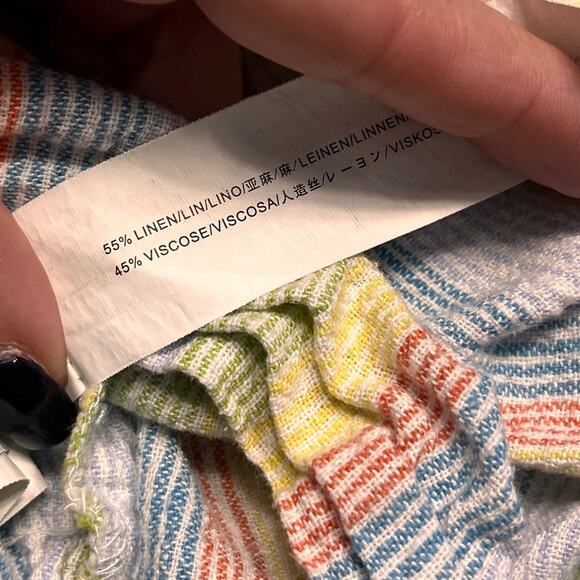 55% LINEN/LIN/LINO/亚麻/麻/LEINEN/LINNEN/
45% VISCOSE/VISCOSA/人造丝/レーヨン/VISKOS